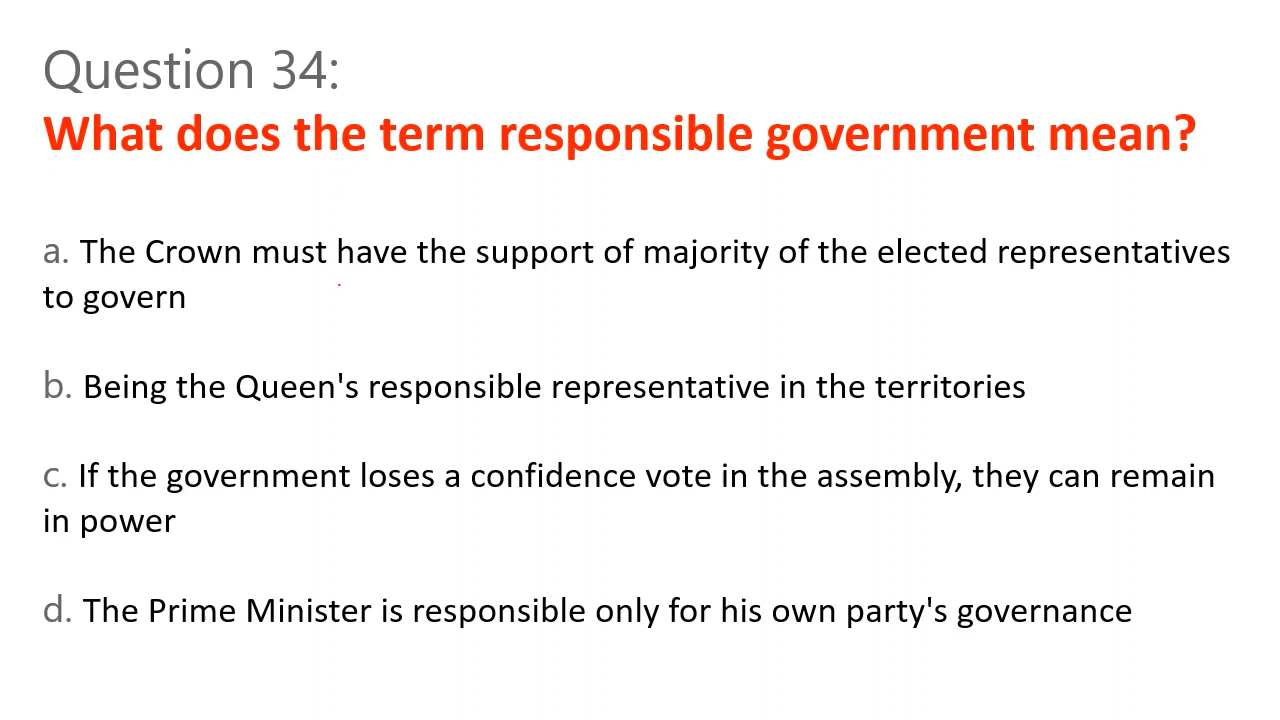 Question 34:
What does the term responsible government mean?
a. The Crown must have the support of majority of the elected representatives
to govern
b. Being the Queen's responsible representative in the territories
c. If the government loses a confidence vote in the assembly, they can remain
in power
d. The Prime Minister is responsible only for his own party's governance